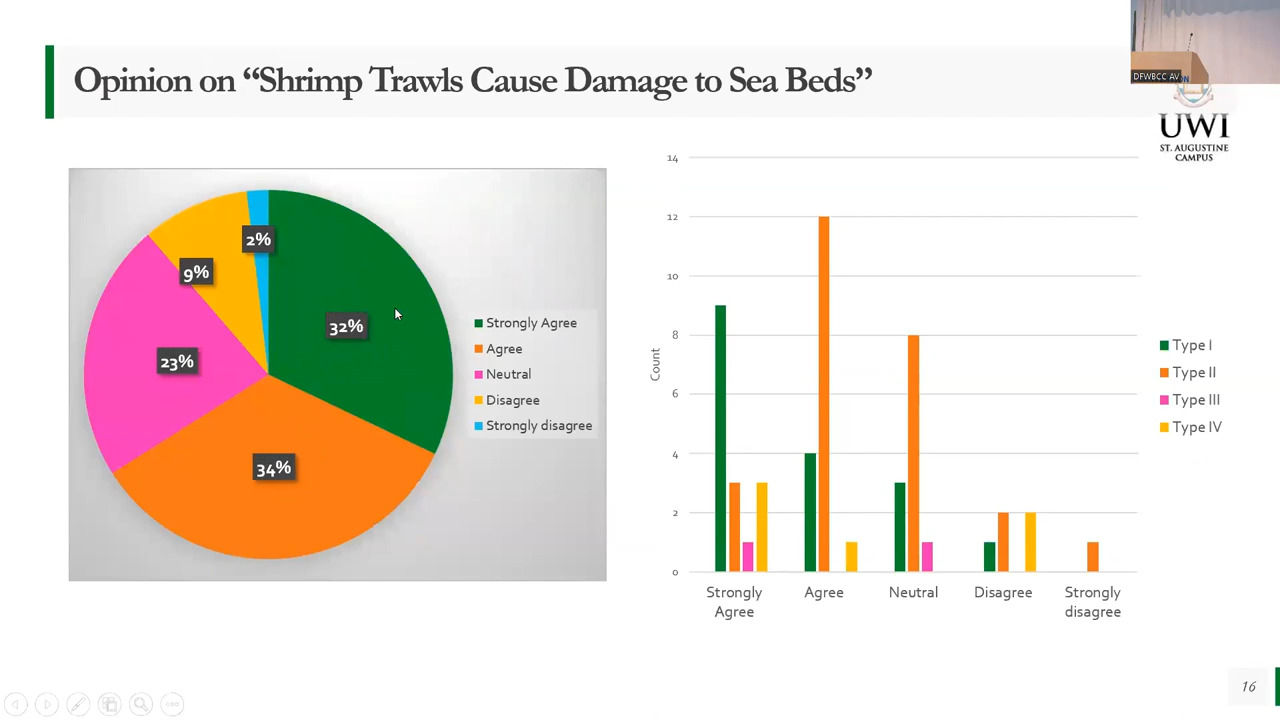 Opinion on “Shrimp Trawls Cause Damage to Sea Beds”
DFWBCC AV
UWI
ST. AUGUSTINE
CAMPUS
2%
9%
32%
23%
34%
Strongly Agree
Agree
Neutral
Disagree
Strongly disagree
14
12
10
8
6
4
2
0
Count
Strongly
Agree
Agree
Neutral
Disagree
Strongly
disagree
Type I
Type II
Type III
Type IV
16